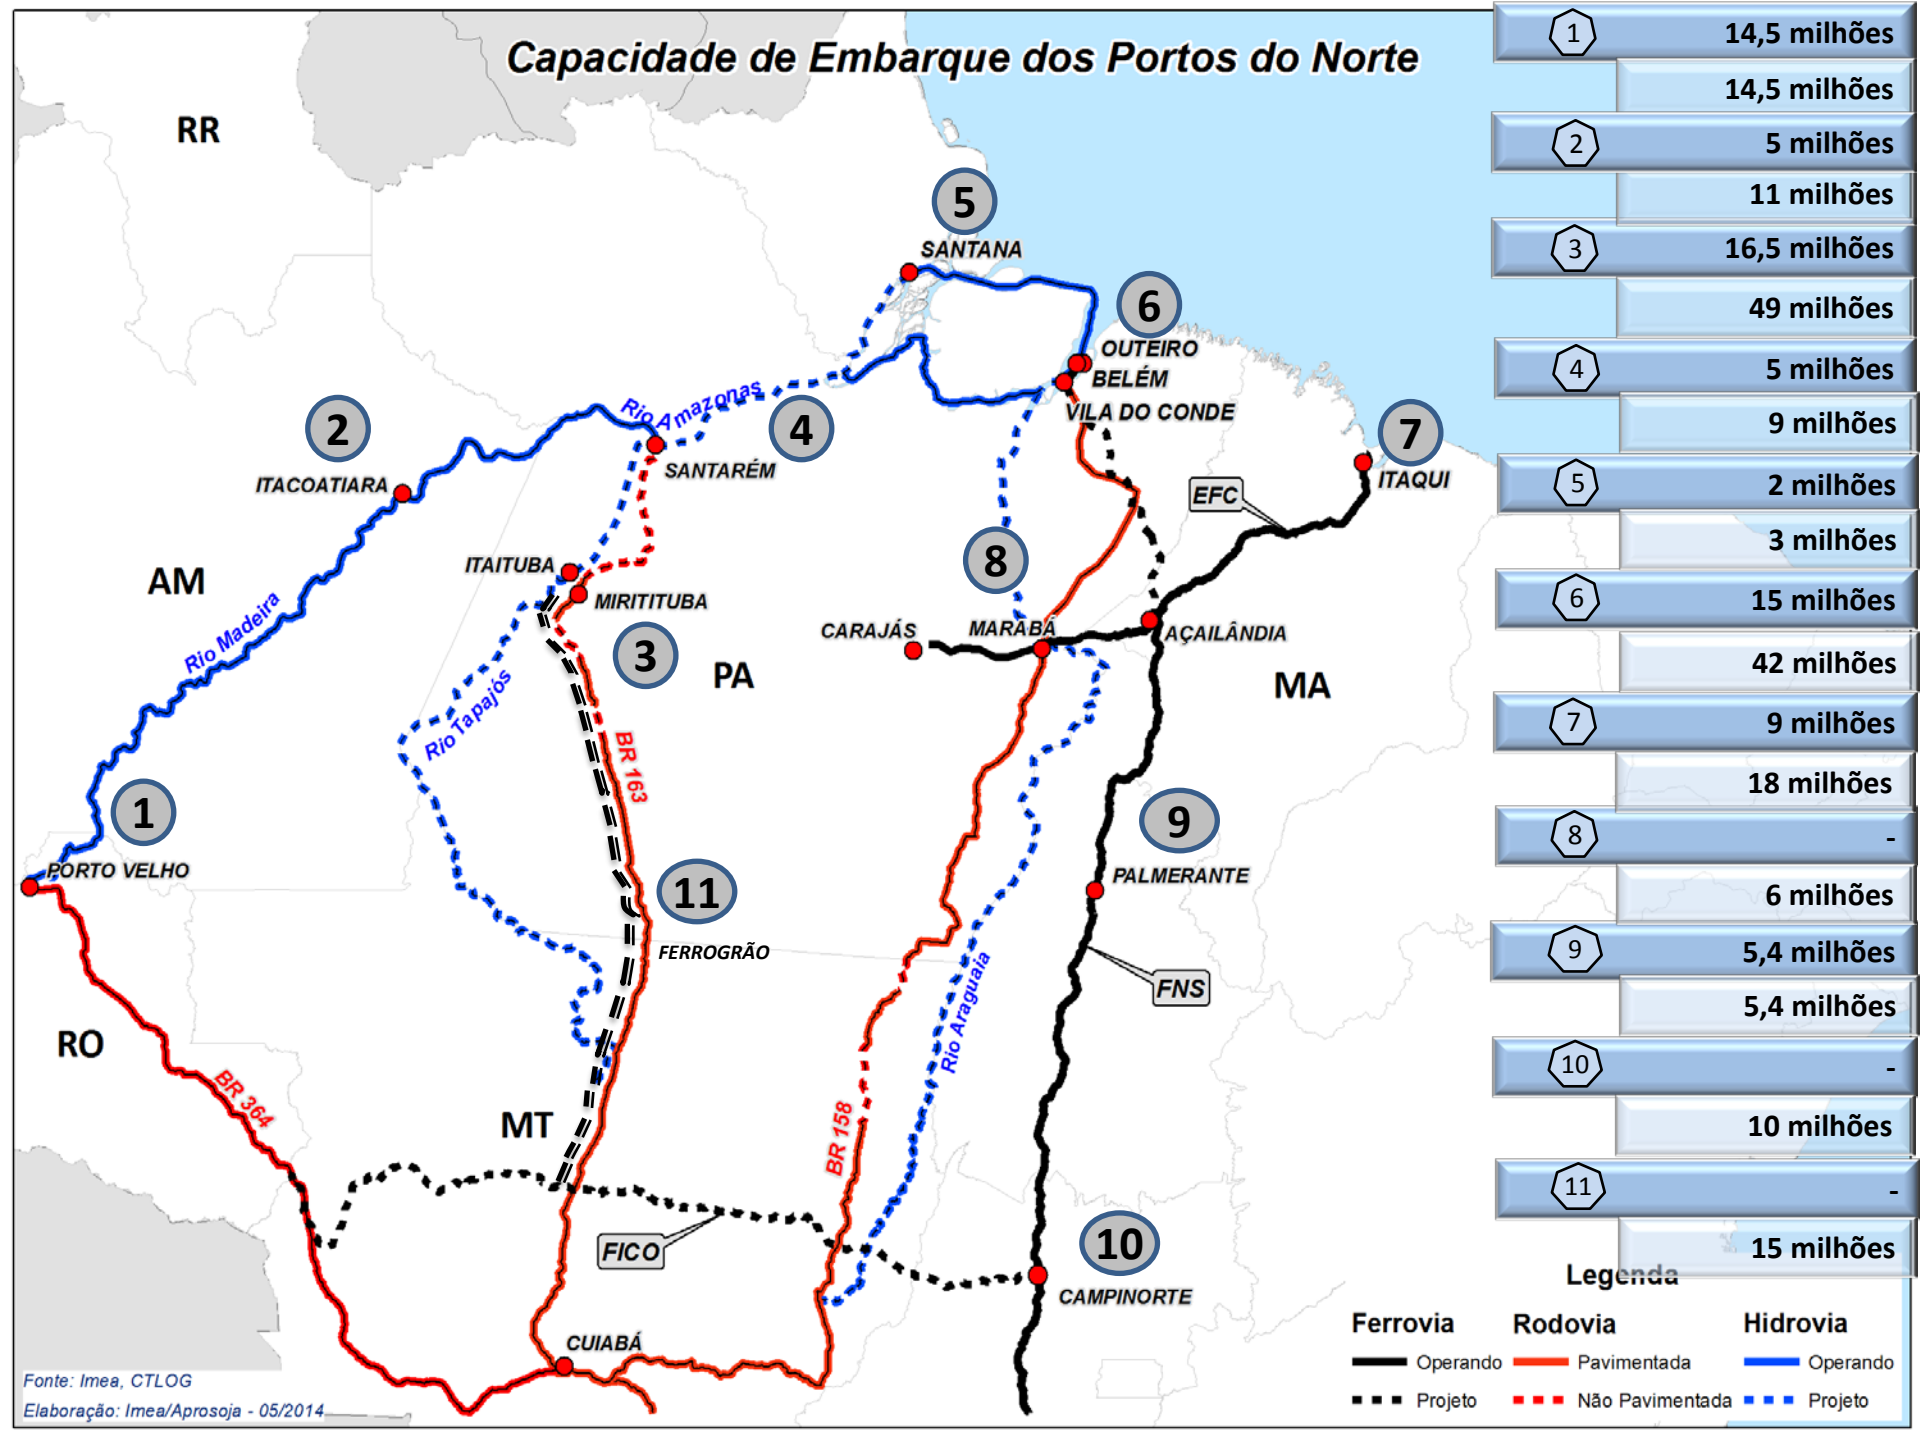 Capacidade de Embarque dos Portos do Norte
RR
5
SANTANA
6
OUTEIRO
BELÉM
VILA DO CONDE
Rio Amazonas
2
4
7
ITACOATIARA
SANTARÉM
ITAQUI
EFC
ITAITUBA
8
AM
MIRITITUBA
Rio Madeira
CARAJÁS
MARABÁ
AÇAILÂNDIA
3
PA
MA
Rio Tapajós
BR 163
1
9
PORTO VELHO
PALMERANTE
11
FERROGRÃO
FNS
Rio Araguaia
RO
BR 364
MT
BR 158
FICO
10
CAMPINORTE
CUIABÁ
Fonte: Imea, CTLOG
Elaboração: Imea/Aprosoja - 05/2014
1 14,5 milhões
14,5 milhões
2 5 milhões
11 milhões
3 16,5 milhões
49 milhões
4 5 milhões
9 milhões
5 2 milhões
3 milhões
6 15 milhões
42 milhões
7 9 milhões
18 milhões
8 -
6 milhões
9 5,4 milhões
5,4 milhões
10 -
10 milhões
11 -
15 milhões
Legenda
Ferrovia Rodovia Hidrovia
Operando Pavimentada Operando
Projeto Não Pavimentada Projeto